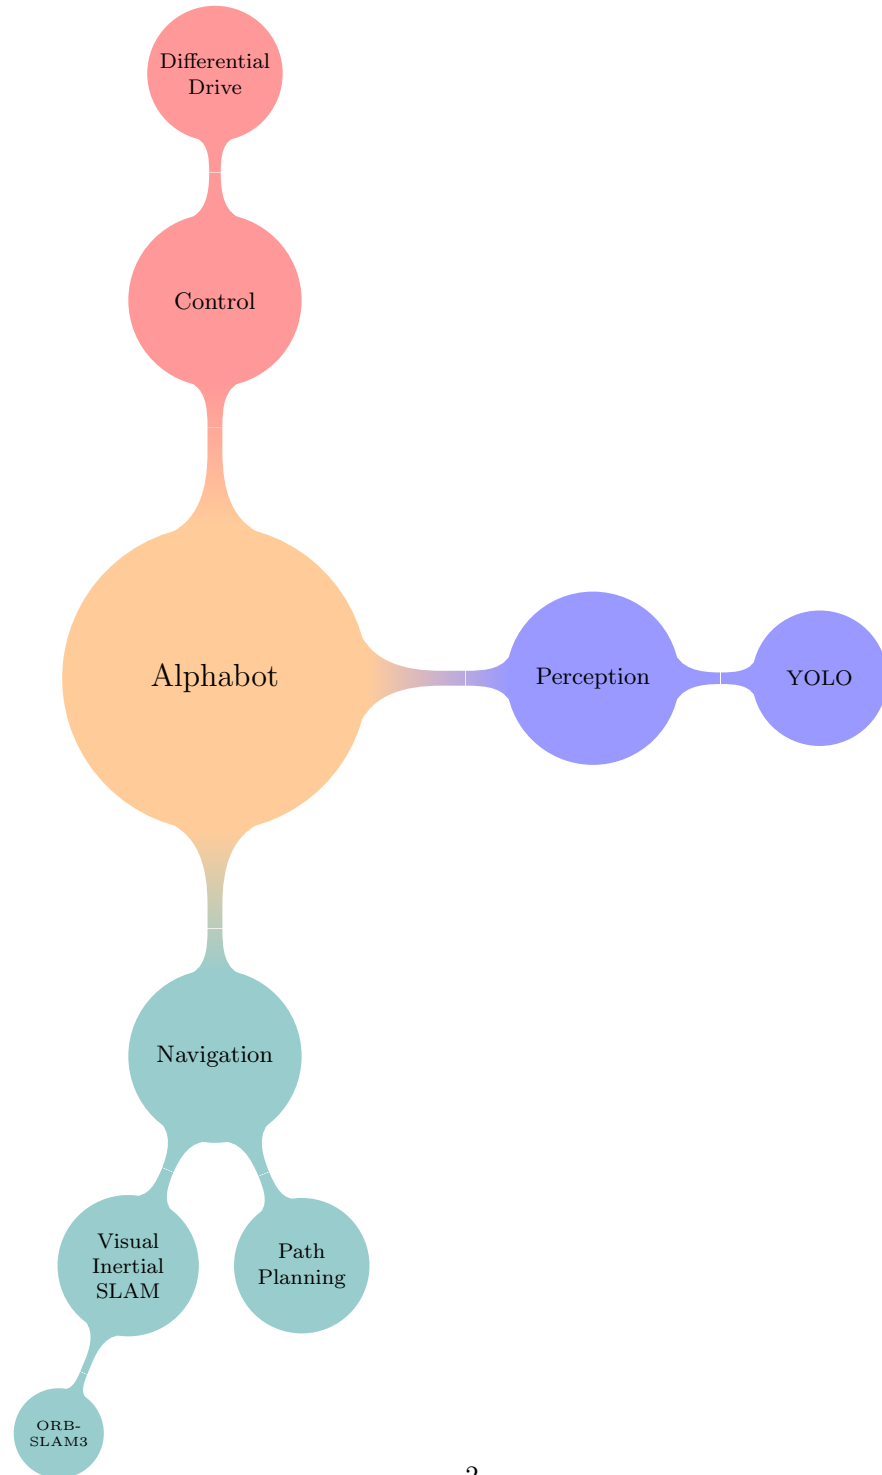 Differential
Drive
Control
Alphabot
Perception
YOLO
Navigation
Visual
Inertial
SLAM
Path
Planning
ORB-
SLAM3